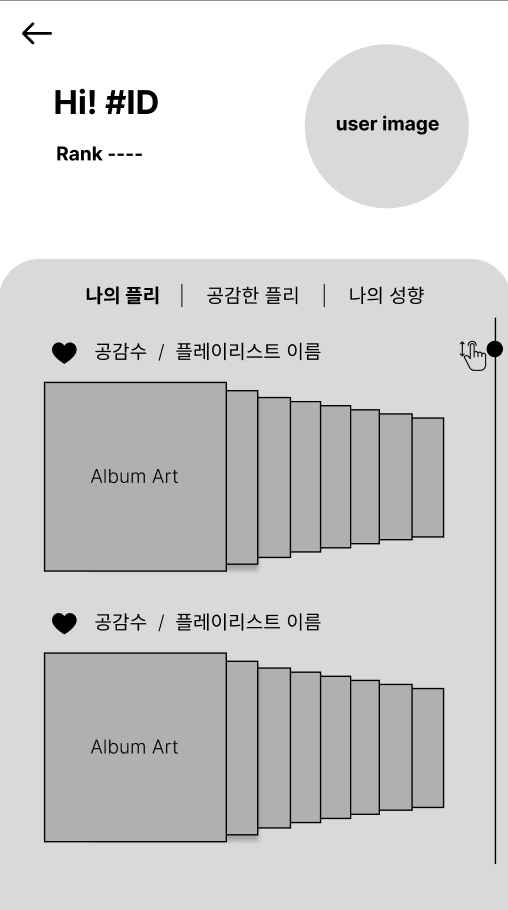 Hi! #ID
user image
Rank ----
나의 플리 | 공감한 플리 | 나의 성향
공감수 / 플레이리스트 이름
Album Art
공감수 / 플레이리스트 이름
Album Art